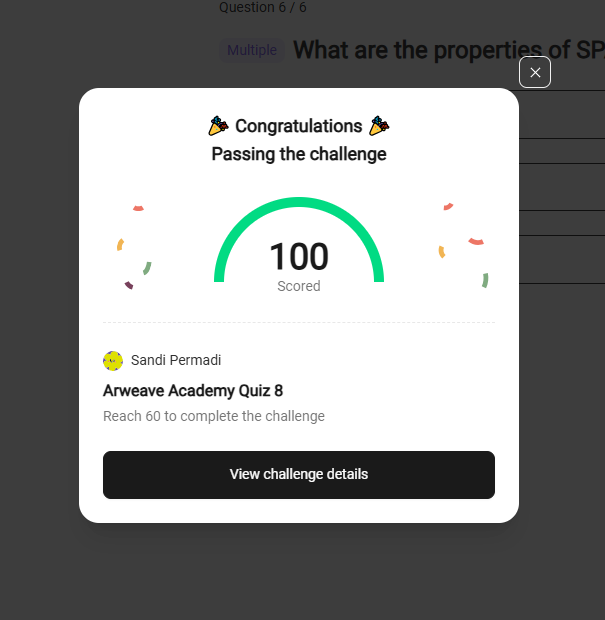 Question 6 / 6
Multiple What are the properties of SP
Congratulations
Passing the challenge
100
Scored
Sandi Permadi
Arweave Academy Quiz 8
Reach 60 to complete the challenge
View challenge details